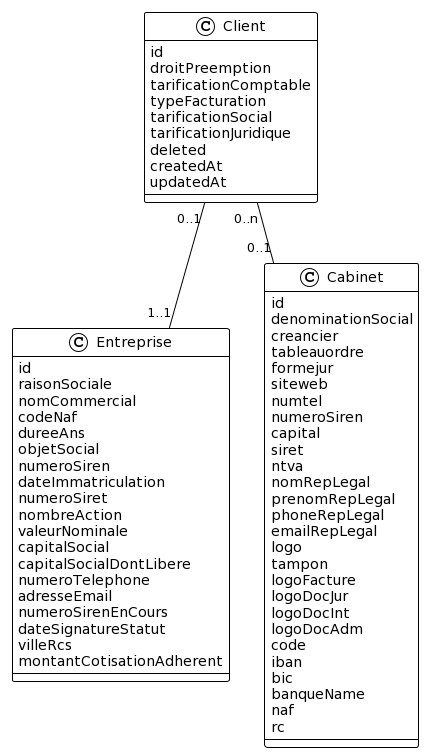 C Client
id
droitPreemption
tarificationComptable
typeFacturation
tarificationSocial
tarificationJuridique
deleted
createdAt
updatedAt
0..1
0..n
1..1
0..1
C Entreprise
id
raisonSociale
nomCommercial
codeNaf
dureeAns
objetSocial
numeroSiren
dateImmatriculation
numeroSiret
nombreAction
valeurNominale
capitalSocial
capitalSocialDontLibere
numeroTelephone
adresseEmail
numeroSirenEnCours
dateSignatureStatut
villeRcs
montantCotisationAdherent
C Cabinet
id
denominationSocial
creancier
tableauordre
formejur
siteweb
numtel
numeroSiren
capital
siret
ntva
nomRepLegal
prenomRepLegal
phoneRepLegal
emailRepLegal
logo
tampon
logoFacture
logoDocJur
logoDocInt
logoDocAdm
code
iban
bic
banqueName
naf
rc